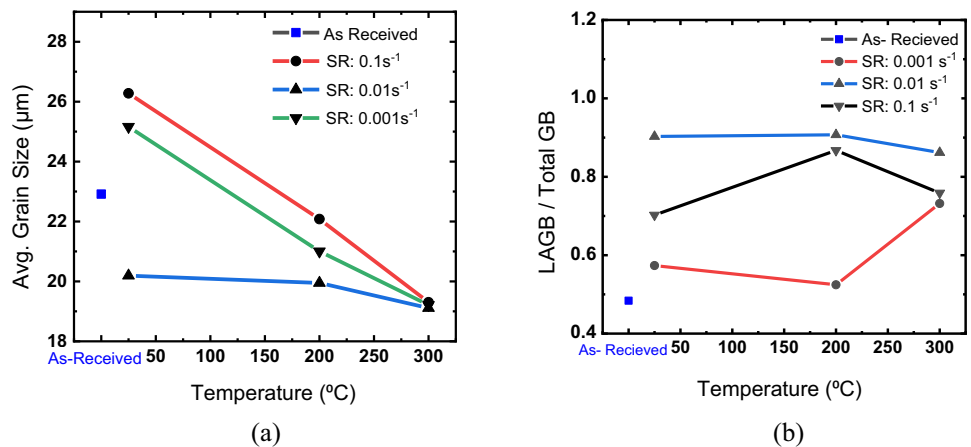 28
26
24
22
20
18
Avg. Grain Size (µm)
As Received
SR: 0.1s⁻¹
SR: 0.01s⁻¹
SR: 0.001s⁻¹
As-Received
50
100
150
200
250
300
Temperature (ºC)
(a)
1.2
1.0
0.8
0.6
0.4
LAGB / Total GB
As- Recieved
SR: 0.001 s⁻¹
SR: 0.01 s⁻¹
SR: 0.1 s⁻¹
As- Recieved
50
100
150
200
250
300
Temperature (ºC)
(b)